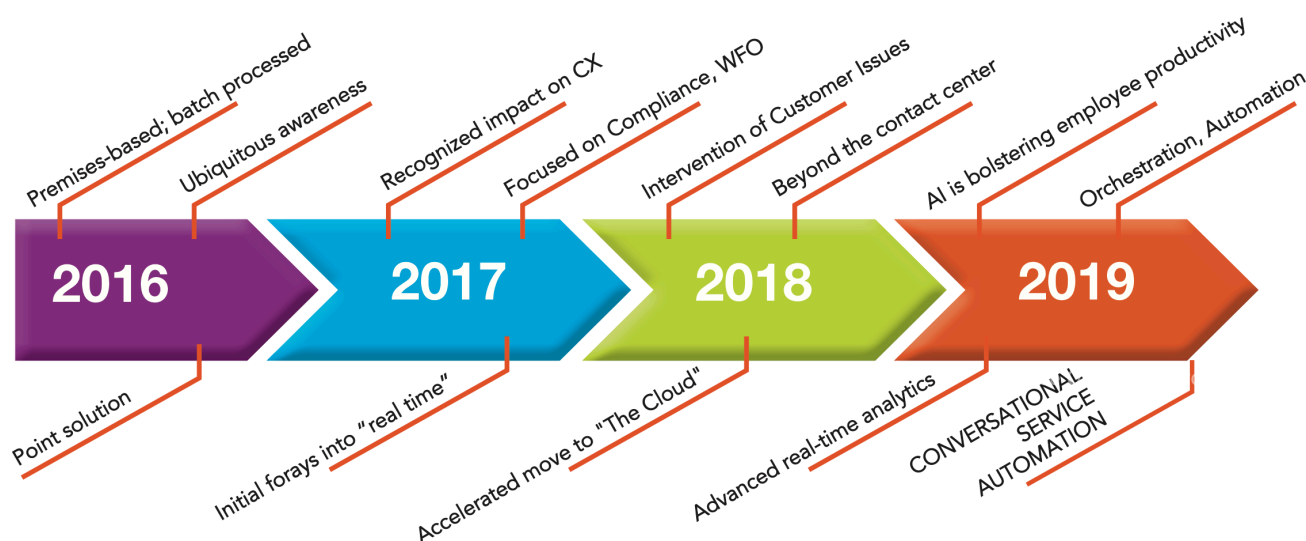 Premises-based; batch processed
Ubiquitous awareness
Recognized impact on CX
Focused on Compliance, WFO
Intervention of Customer Issues
Beyond the contact center
AI is bolstering employee productivity
Orchestration, Automation
2016
2017
2018
2019
Point solution
Initial forays into “real time”
Accelerated move to "The Cloud"
Advanced real-time analytics
CONVERSATIONAL
SERVICE
AUTOMATION